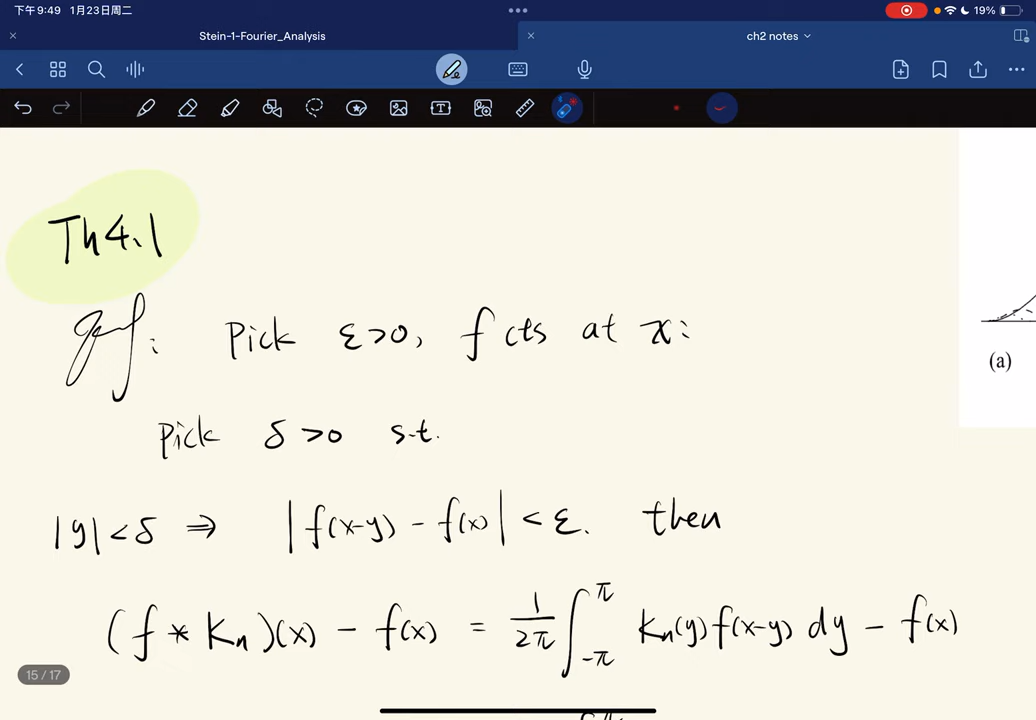 下午9:49 1月23日周二
19%
Stein-1-Fourier_Analysis
ch2 notes
Th4.1
Pick ε>0, f cts at x:
Pick δ>0 s.t.
|y|<δ ⇒ |f(x-y) - f(x)| < ε. then
(f * Kn)(x) - f(x) = 1/2π ∫_{-π}^{π} Kn(y)f(x-y) dy - f(x)
(a)
15 / 17